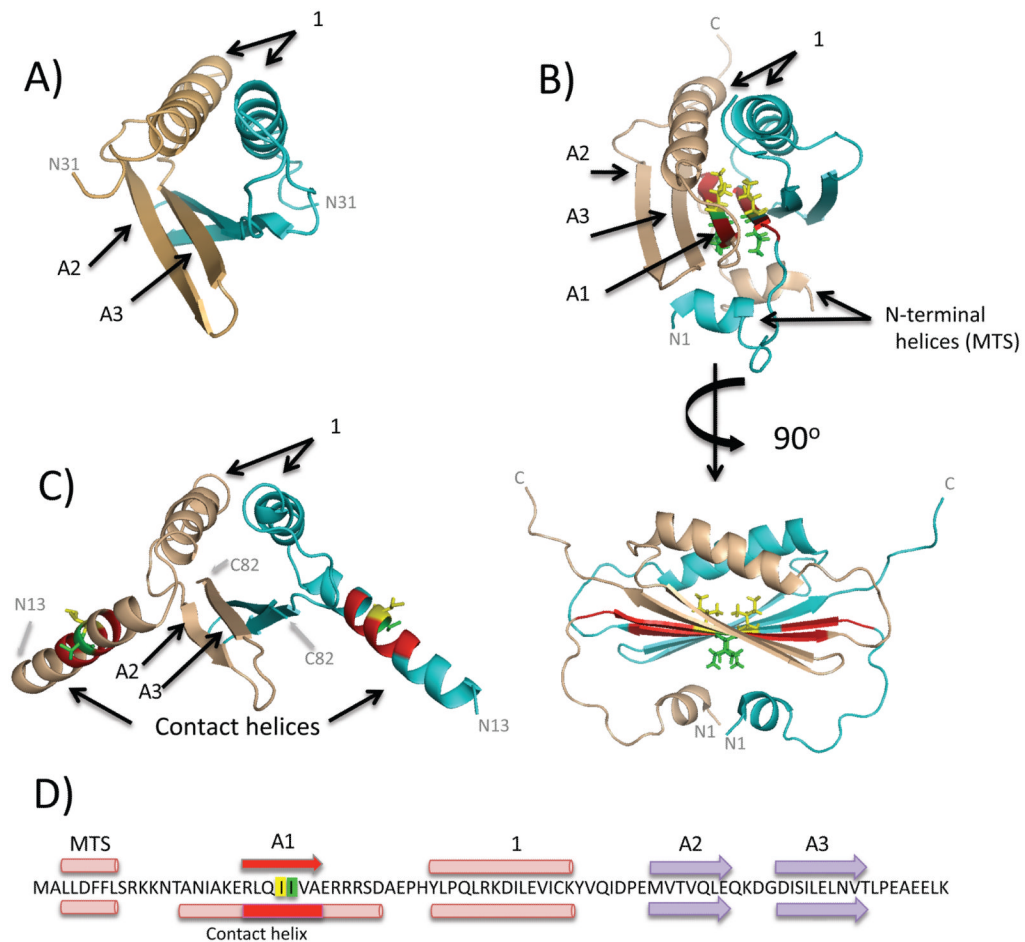 A)
1
N31
N31
A2
A3
B)
C
1
A2
A3
A1
N1
N-terminal
helices (MTS)
90º
C)
1
N13
C82
C82
A2
A3
N13
Contact helices
C
C
N1
N1
D)
MTS A1 1 A2 A3
MALLDFFLSRKKNTANIAKERLQIIVAERRRSDAEPHYLPQLRKDILEVICKYVQIDPEMVTVQLEQKDGDISILELNVTLPEAEELK
Contact helix